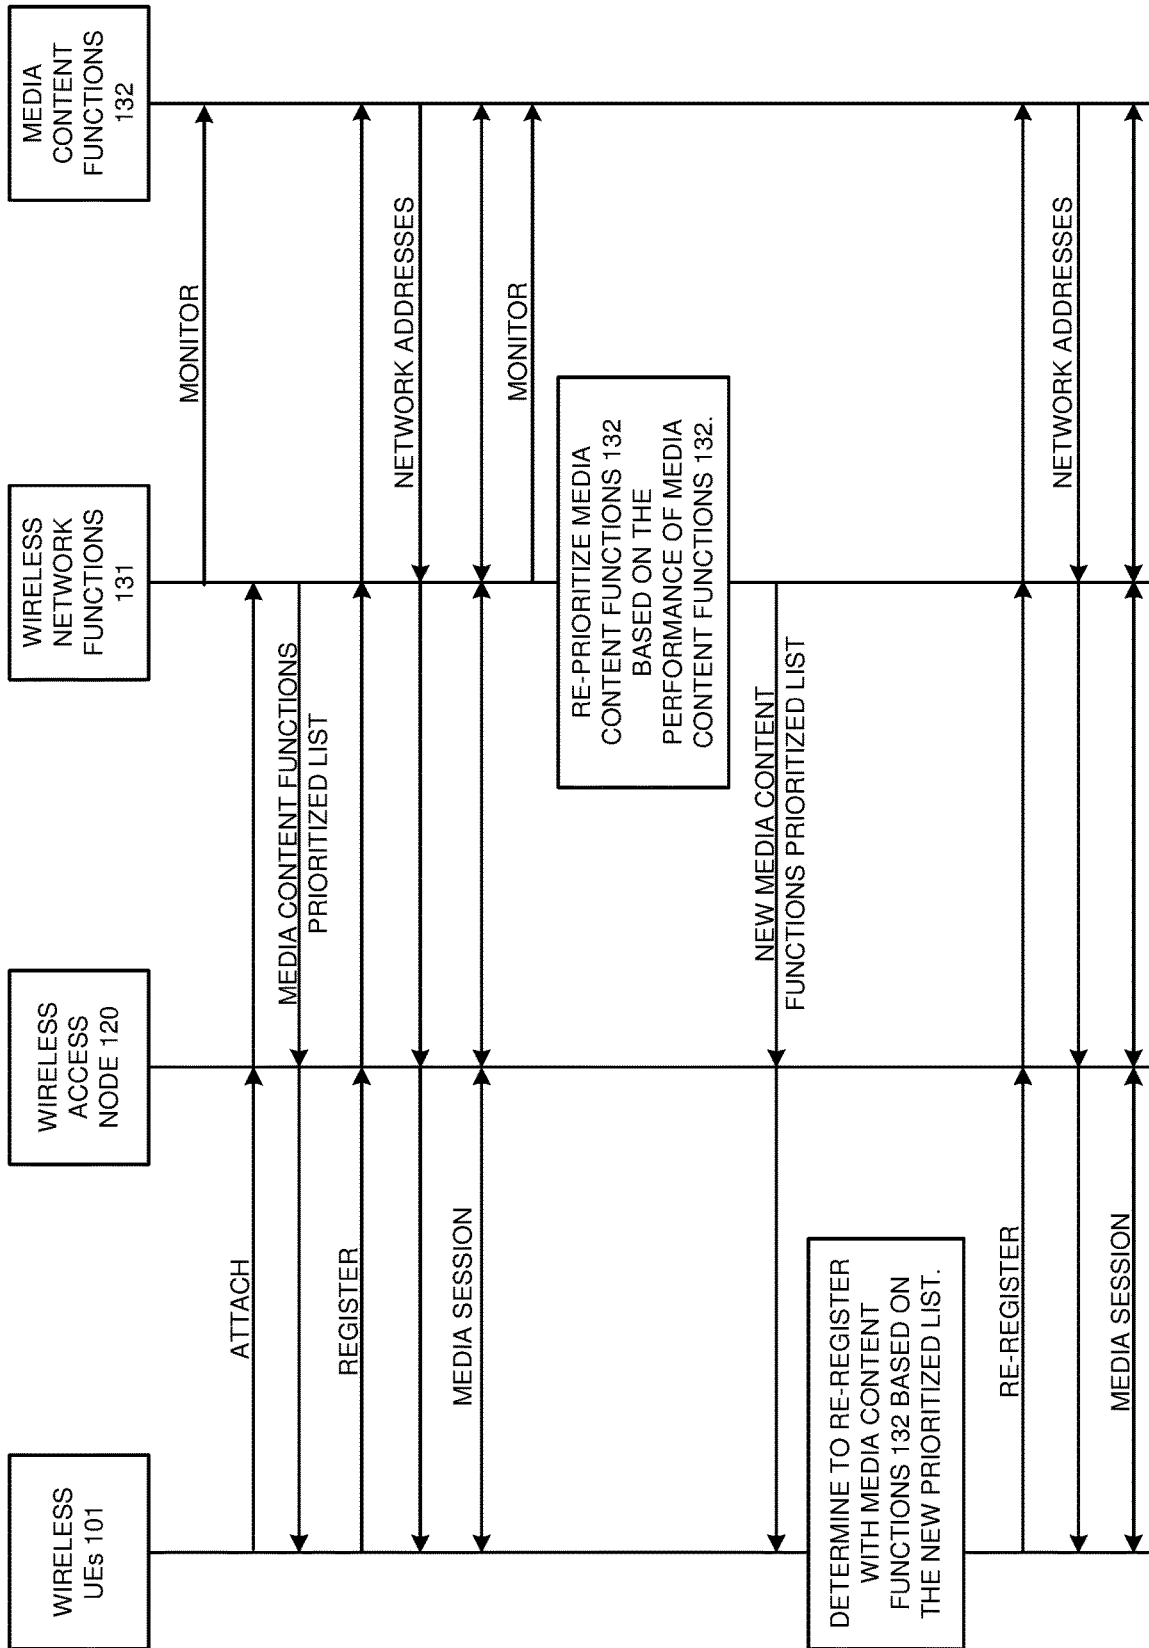 WIRELESS
UEs 101
WIRELESS
ACCESS
NODE 120
WIRELESS
NETWORK
FUNCTIONS
131
MEDIA
CONTENT
FUNCTIONS
132
MONITOR
ATTACH
MEDIA CONTENT FUNCTIONS
PRIORITIZED LIST
REGISTER
NETWORK ADDRESSES
MEDIA SESSION
MONITOR
RE-PRIORITIZE MEDIA
CONTENT FUNCTIONS 132
BASED ON THE
PERFORMANCE OF MEDIA
CONTENT FUNCTIONS 132.
NEW MEDIA CONTENT
FUNCTIONS PRIORITIZED LIST
DETERMINE TO RE-REGISTER
WITH MEDIA CONTENT
FUNCTIONS 132 BASED ON
THE NEW PRIORITIZED LIST.
RE-REGISTER
NETWORK ADDRESSES
MEDIA SESSION